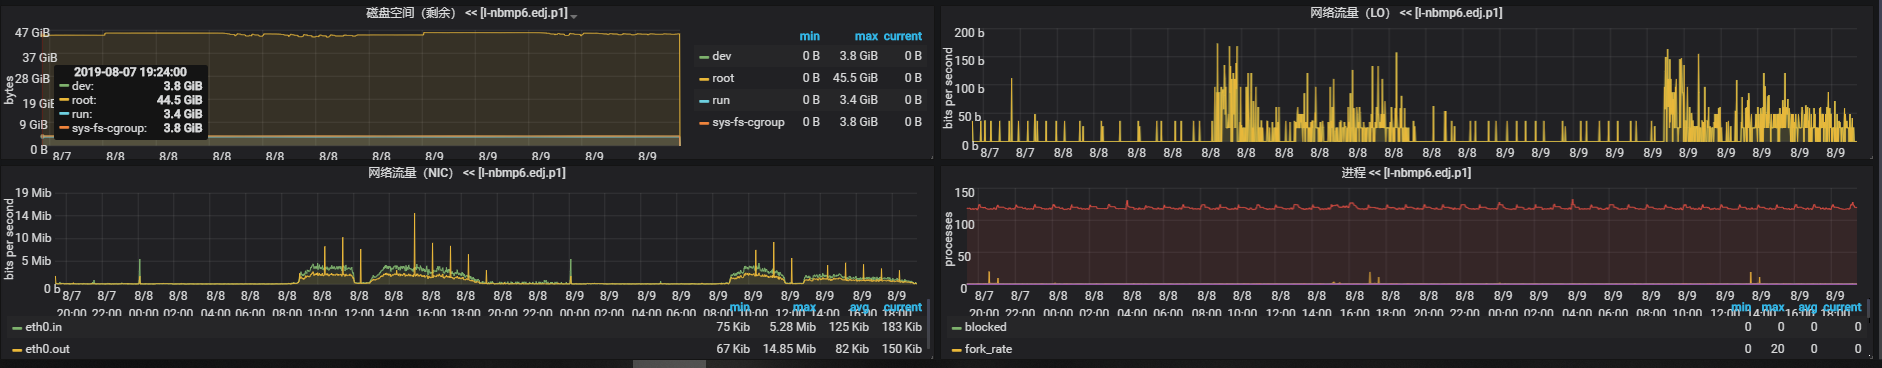 磁盘空间（剩余） << [l-nbmp6.edj.p1]
bytes
47 GiB
37 GiB
28 GiB
19 GiB
9 GiB
0 B
2019-08-07 19:24:00
dev: 3.8 GiB
root: 44.5 GiB
run: 3.4 GiB
sys-fs-cgroup: 3.8 GiB
8/7 8/8 8/8 8/8 8/8 8/8 8/8 8/9 8/9 8/9 8/9 8/9
min max current
dev 0 B 3.8 GiB 0 B
root 0 B 45.5 GiB 0 B
run 0 B 3.4 GiB 0 B
sys-fs-cgroup 0 B 3.8 GiB 0 B
网络流量（LO） << [l-nbmp6.edj.p1]
bits per second
200 b
150 b
100 b
50 b
0 b
8/7 8/7 8/8 8/8 8/8 8/8 8/8 8/8 8/8 8/8 8/8 8/8 8/8 8/9 8/9 8/9 8/9 8/9 8/9 8/9 8/9 8/9 8/9 8/9
网络流量（NIC） << [l-nbmp6.edj.p1]
bits per second
19 Mib
14 Mib
10 Mib
5 Mib
0 b
8/7 8/7 8/8 8/8 8/8 8/8 8/8 8/8 8/8 8/8 8/8 8/8 8/8 8/8 8/9 8/9 8/9 8/9 8/9 8/9 8/9 8/9 8/9 8/9
20:00 22:00 00:00 02:00 04:00 06:00 08:00 10:00 12:00 14:00 16:00 18:00 20:00 22:00 00:00 02:00 04:00 06:00 08:00 10:00 12:00 14:00 16:00 18:00
min max avg current
eth0.in 75 Kib 5.28 Mib 125 Kib 183 Kib
eth0.out 67 Kib 14.85 Mib 82 Kib 150 Kib
进程 << [l-nbmp6.edj.p1]
processes
150
100
50
0
8/7 8/7 8/8 8/8 8/8 8/8 8/8 8/8 8/8 8/8 8/8 8/8 8/8 8/8 8/9 8/9 8/9 8/9 8/9 8/9 8/9 8/9 8/9 8/9
20:00 22:00 00:00 02:00 04:00 06:00 08:00 10:00 12:00 14:00 16:00 18:00 20:00 22:00 00:00 02:00 04:00 06:00 08:00 10:00 12:00 14:00 16:00 18:00
min max avg current
blocked 0 0 0 0
fork_rate 0 20 0 0